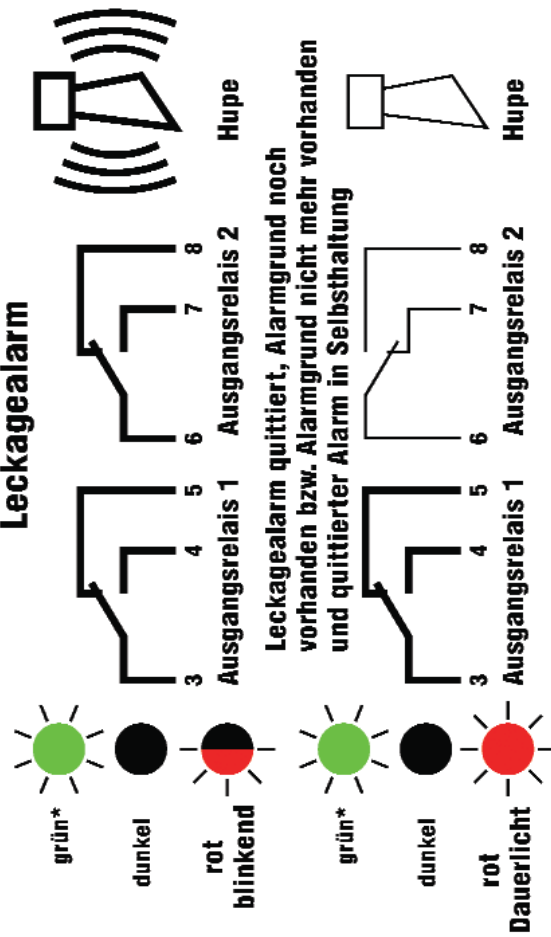 Leckagealarm
grün*
dunkel
rot
blinkend
3 4 5
Ausgangsrelais 1
6 7 8
Ausgangsrelais 2
Hupe
Leckagealarm quittiert, Alarmgrund noch
vorhanden bzw. Alarmgrund nicht mehr vorhanden
und quittierter Alarm in Selbsthaltung
grün*
dunkel
rot
Dauerlicht
3 4 5
Ausgangsrelais 1
6 7 8
Ausgangsrelais 2
Hupe